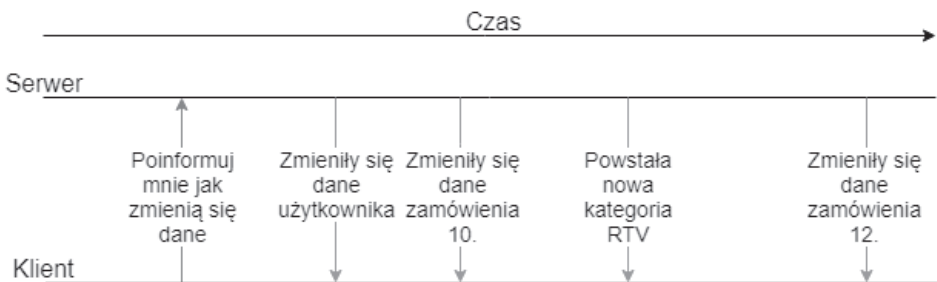 Czas
Serwer
Poinformuj
mnie jak
zmienią się
dane
Zmieniły się
dane
użytkownika
Zmieniły się
dane
zamówienia
10.
Powstała
nowa
kategoria
RTV
Zmieniły się
dane
zamówienia
12.
Klient